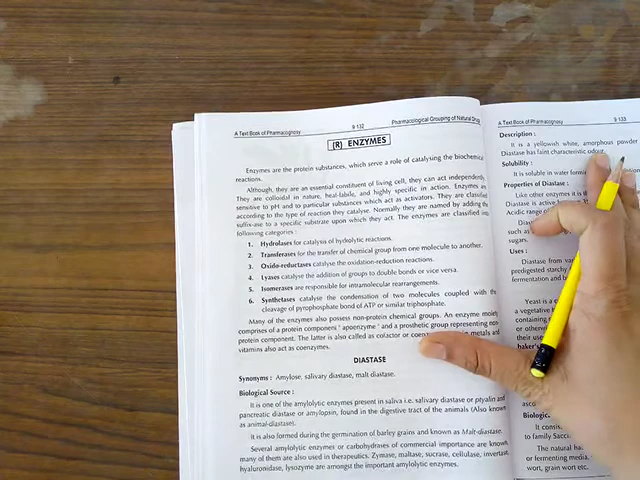 A Text Book of Pharmacognosy 9.132 Pharmacological Grouping of Natural
(R) ENZYMES
Enzymes are the protein substances, which serve a role of catalysing the biochemical
reactions.
Although, they are an essential constituent of living cell, they can act independently.
They are colloidal in nature, heat-labile, and highly specific in action. Enzymes are
sensitive to pH and to particular substances which act as activators. They are classified
according to the type of reaction they catalyse. Normally they are named by adding the
suffix-ase to a specific substrate upon which they act. The enzymes are classified into
following categories :
1. Hydrolases for catalysis of hydrolytic reactions.
2. Transferases for the transfer of chemical group from one molecule to another.
3. Oxido-reductases catalyse the oxidation-reduction reactions.
4. Lyases catalyse the addition of groups to double bonds or vice versa.
5. Isomerases are responsible for intramolecular rearrangements.
6. Synthetases catalyse the condensation of two molecules coupled with the
cleavage of pyrophosphate bond of ATP or similar triphosphate.
Many of the enzymes also possess non-protein chemical groups. An enzyme moiety
comprises of a protein component ' apoenzyme ' and a prosthetic group representing non-
protein component. The latter is also called as cofactor or metals and
vitamins also act as coenzymes.
DIASTASE
Synonyms : Amylose, salivary diastase, malt diastase.
Biological Source :
It is one of the amylolytic enzymes present in saliva i.e. salivary diastase or ptyalin and
pancreatic diastase or amylopsin, found in the digestive tract of the animals (Also known
as animal-diastase).
It is also formed during the germination of barley grains and known as Malt-diastase.
Several amylolytic enzymes or carbohydrases of commercial importance are known,
many of them are also used in therapeutics. Zymase, maltase, sucrase, cellulase, invertase,
hyaluronidase, lysozyme are amongst the important amylolytic enzymes.
A Text Book of Pharmacognosy 9.133
Description :
It is a yellowish white, amorphous powder
Diastase has faint characteristic odour.
Solubility :
It is soluble in water
Properties of Diastase :
Like other enzymes it is
Diastase is active
Acidic range
such as
sugars.
Uses :
Diastase
predigested starchy
fermentation and
Yeast is a
a vegetable
containing
or other
their use
baker's
Biological
It consists
to family
The natural
or fermenting media,
wort, grain wort etc.